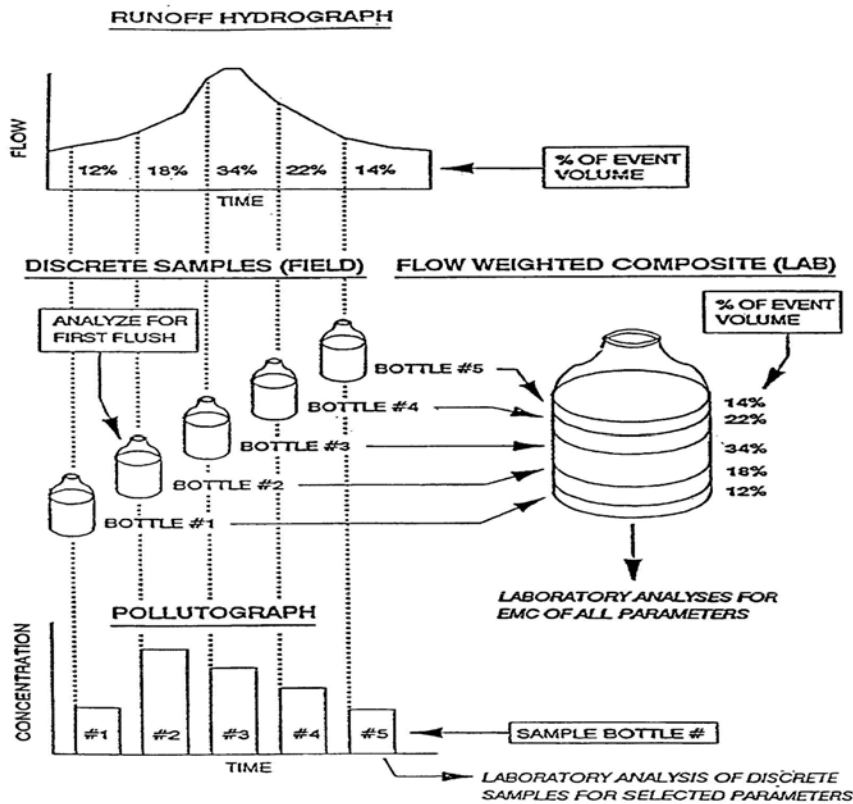 RUNOFF HYDROGRAPH
FLOW
12% 18% 34% 22% 14%
TIME
% OF EVENT
VOLUME
DISCRETE SAMPLES (FIELD)
FLOW WEIGHTED COMPOSITE (LAB)
ANALYZE FOR
FIRST FLUSH
% OF EVENT
VOLUME
BOTTLE #5
BOTTLE #4
BOTTLE #3
BOTTLE #2
BOTTLE #1
14%
22%
34%
18%
12%
LABORATORY ANALYSES FOR
EMC OF ALL PARAMETERS
POLLUTOGRAPH
CONCENTRATION
#1 #2 #3 #4 #5
TIME
SAMPLE BOTTLE #
LABORATORY ANALYSIS OF DISCRETE
SAMPLES FOR SELECTED PARAMETERS